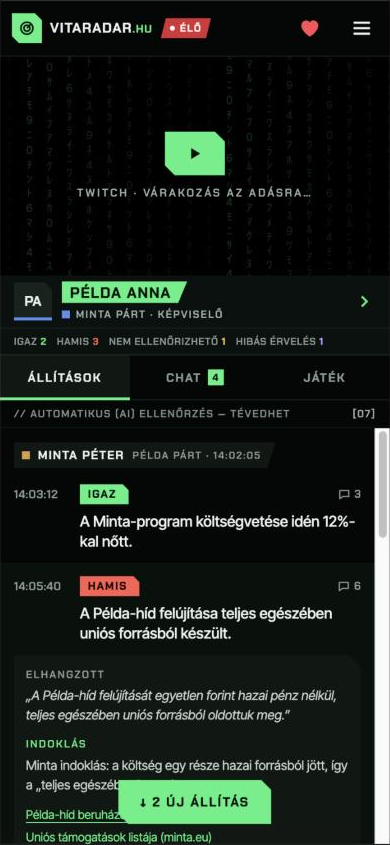 VITARADAR.HU
ÉLŐ
TWITCH · VÁRAKOZÁS AZ ADÁSRA…
PA
PÉLDA ANNA
MINTA PÁRT · KÉPVISELŐ
IGAZ 2 HAMIS 3 NEM ELLENŐRIZHETŐ 1 HIBÁS ÉRVELÉS 1
ÁLLÍTÁSOK CHAT 4 JÁTÉK
// AUTOMATIKUS (AI) ELLENŐRZÉS — TÉVEDHET [07]
MINTA PÉTER PÉLDA PÁRT · 14:02:05
14:03:12 IGAZ 3
A Minta-program költségvetése idén 12%-
kal nőtt.
14:05:40 HAMIS 6
A Példa-híd felújítása teljes egészében
uniós forrásból készült.
ELHANGZOTT
„A Példa-híd felújítását egyetlen forint hazai pénz nélkül,
teljes egészében uniós forrásból oldottuk meg.”
INDOKLÁS
Minta indoklás: a költség egy része hazai forrásból jött, így
a „teljes
↓ 2 ÚJ ÁLLÍTÁS
Példa-híd
Uniós támogatások listája (minta.eu)